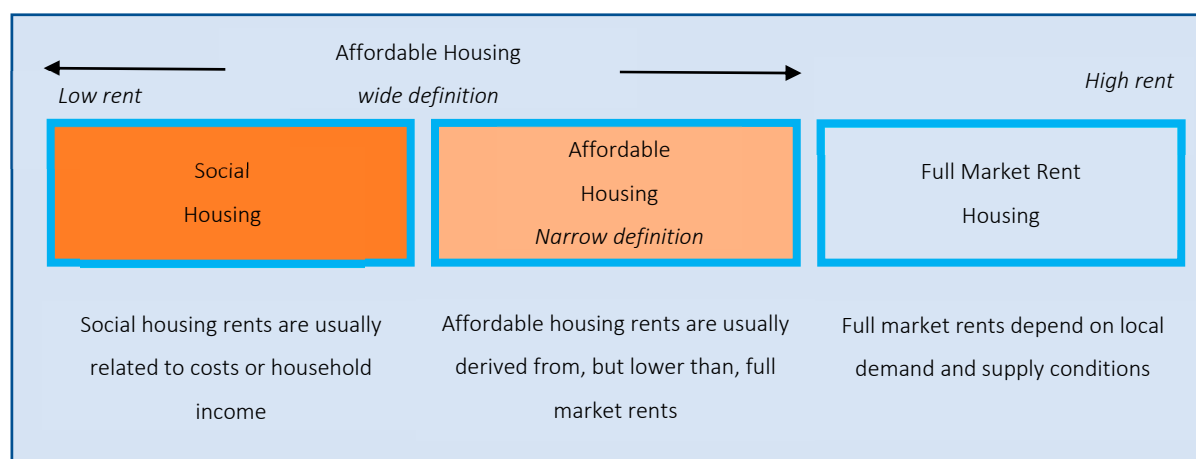 Affordable Housing
Low rent
wide definition
High rent
Social
Housing
Affordable
Housing
Narrow definition
Full Market Rent
Housing
Social housing rents are usually
related to costs or household
income
Affordable housing rents are usually
derived from, but lower than, full
market rents
Full market rents depend on local
demand and supply conditions